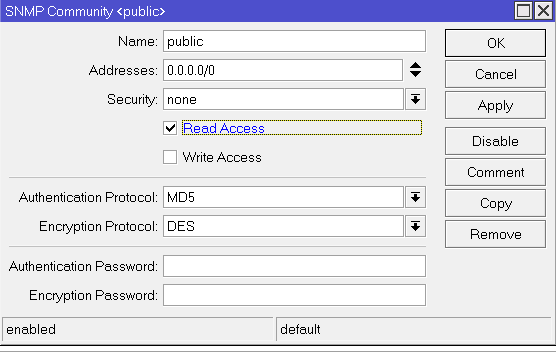 SNMP Community <public>
Name: public
Addresses: 0.0.0.0/0
Security: none
Read Access
Write Access
Authentication Protocol: MD5
Encryption Protocol: DES
Authentication Password:
Encryption Password:
OK
Cancel
Apply
Disable
Comment
Copy
Remove
enabled
default